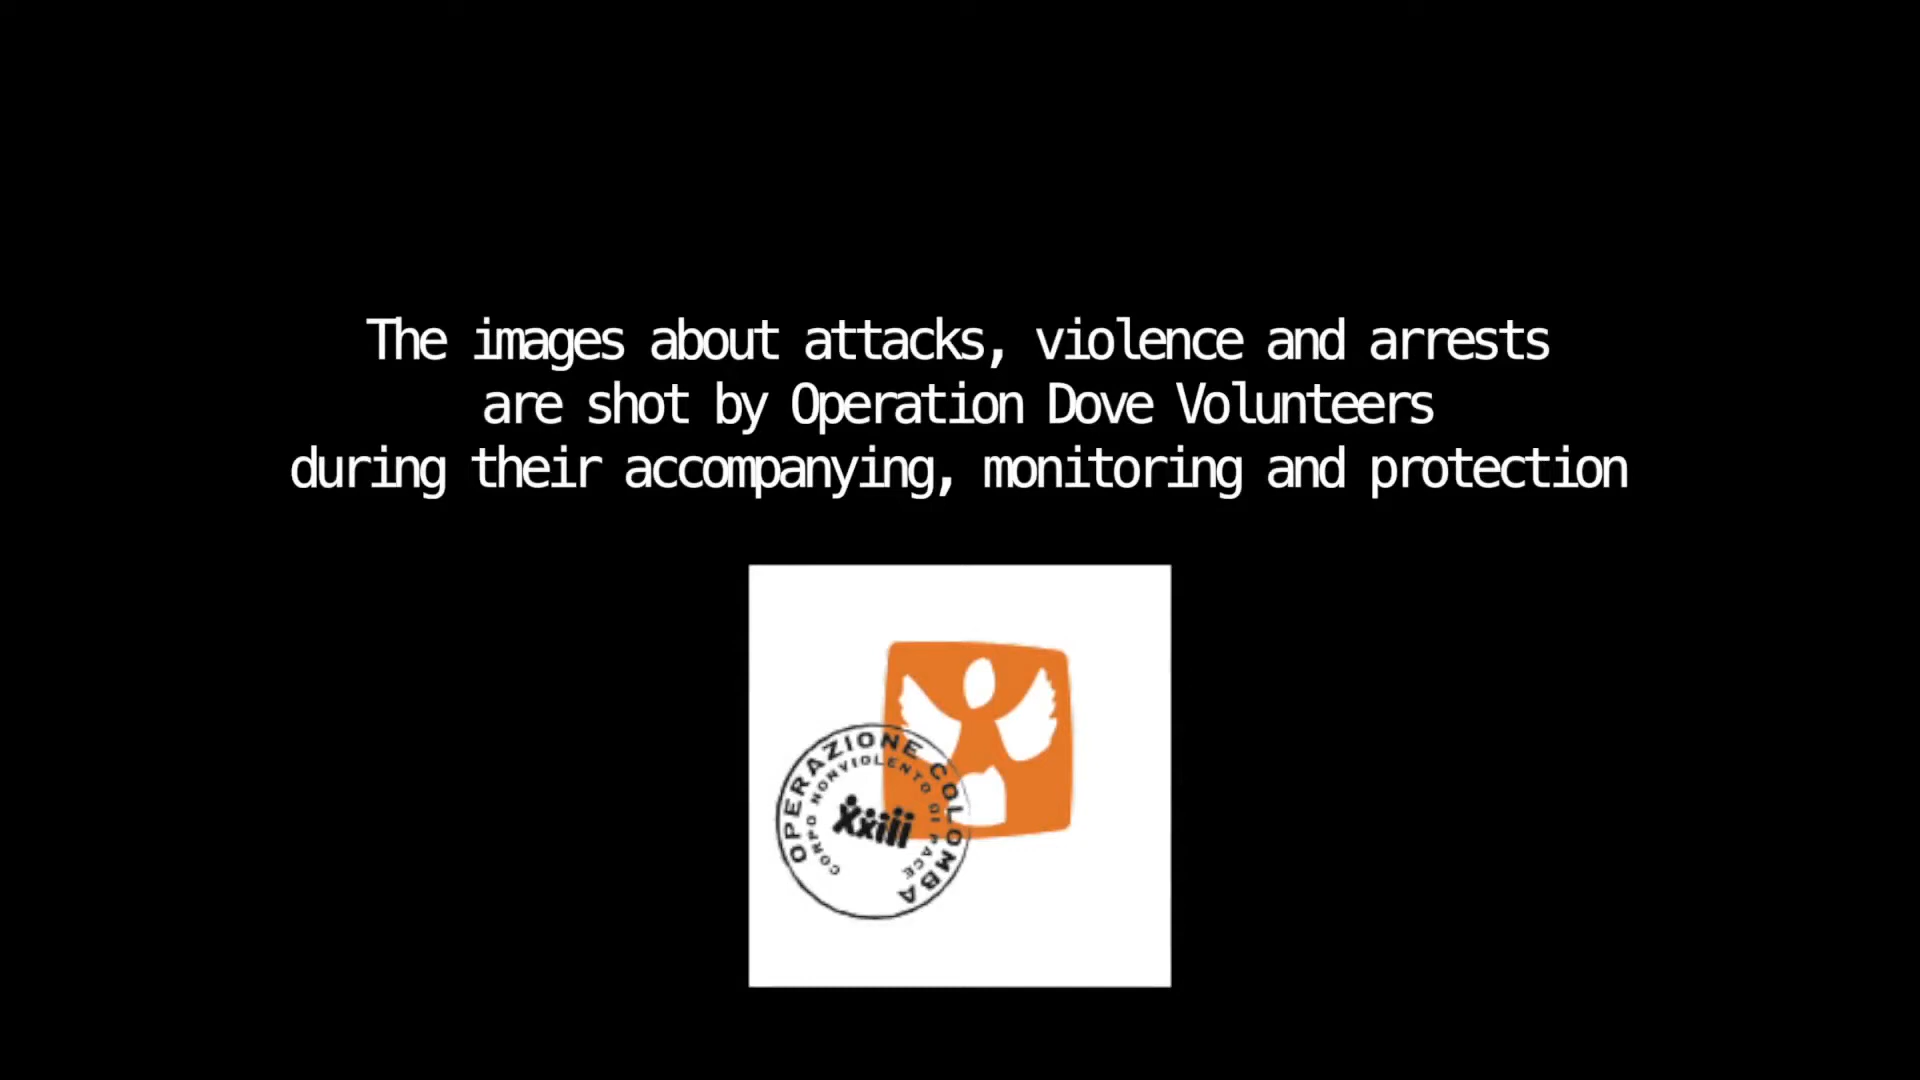 The images about attacks, violence and arrests
are shot by Operation Dove Volunteers
during their accompanying, monitoring and protection
OPERAZIONE COLOMBA
CORPO NONVIOLENTO DI PACE
Xxiii